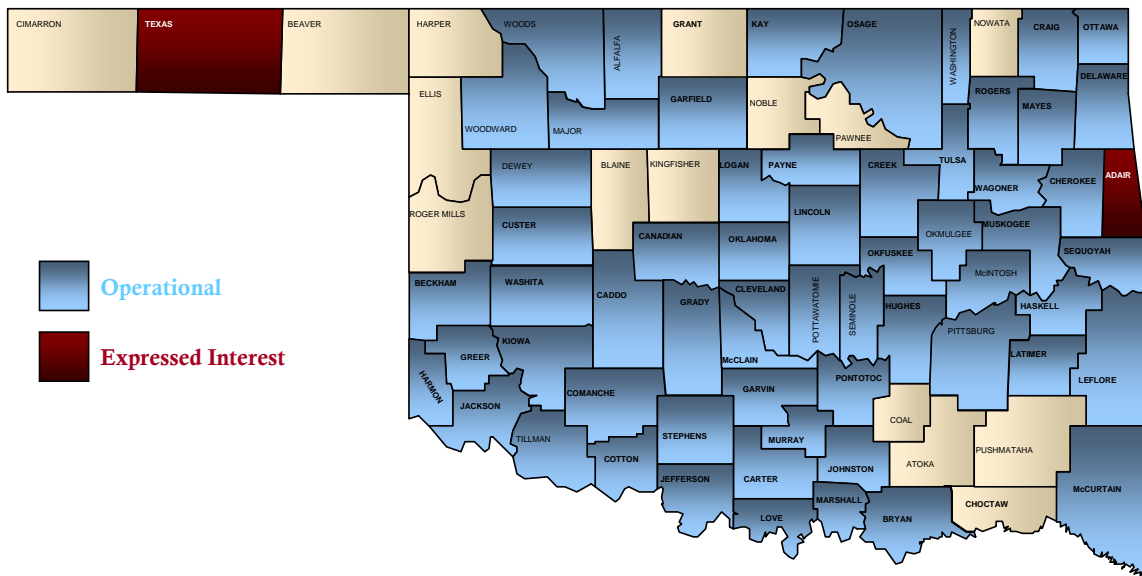 CIMARRON
TEXAS
BEAVER
HARPER
WOODS
ALFALFA
GRANT
KAY
OSAGE
WASHINGTON
NOWATA
CRAIG
OTTAWA
DELAWARE
ELLIS
WOODWARD
MAJOR
GARFIELD
NOBLE
PAWNEE
ROGERS
MAYES
DEWEY
BLAINE
KINGFISHER
LOGAN
PAYNE
CREEK
TULSA
WAGONER
CHEROKEE
ADAIR
ROGER MILLS
CUSTER
CANADIAN
OKLAHOMA
LINCOLN
OKFUSKEE
OKMULGEE
MUSKOGEE
SEQUOYAH
McINTOSH
Operational
BECKHAM
WASHITA
CADDO
GRADY
CLEVELAND
POTTAWATOMIE
SEMINOLE
HUGHES
PITTSBURG
HASKELL
Expressed Interest
HARMON
GREER
KIOWA
McCLAIN
LATIMER
LEFLORE
JACKSON
COMANCHE
GARVIN
PONTOTOC
COAL
TILLMAN
COTTON
STEPHENS
MURRAY
JOHNSTON
ATOKA
PUSHMATAHA
JEFFERSON
CARTER
MARSHALL
CHOCTAW
McCURTAIN
LOVE
BRYAN